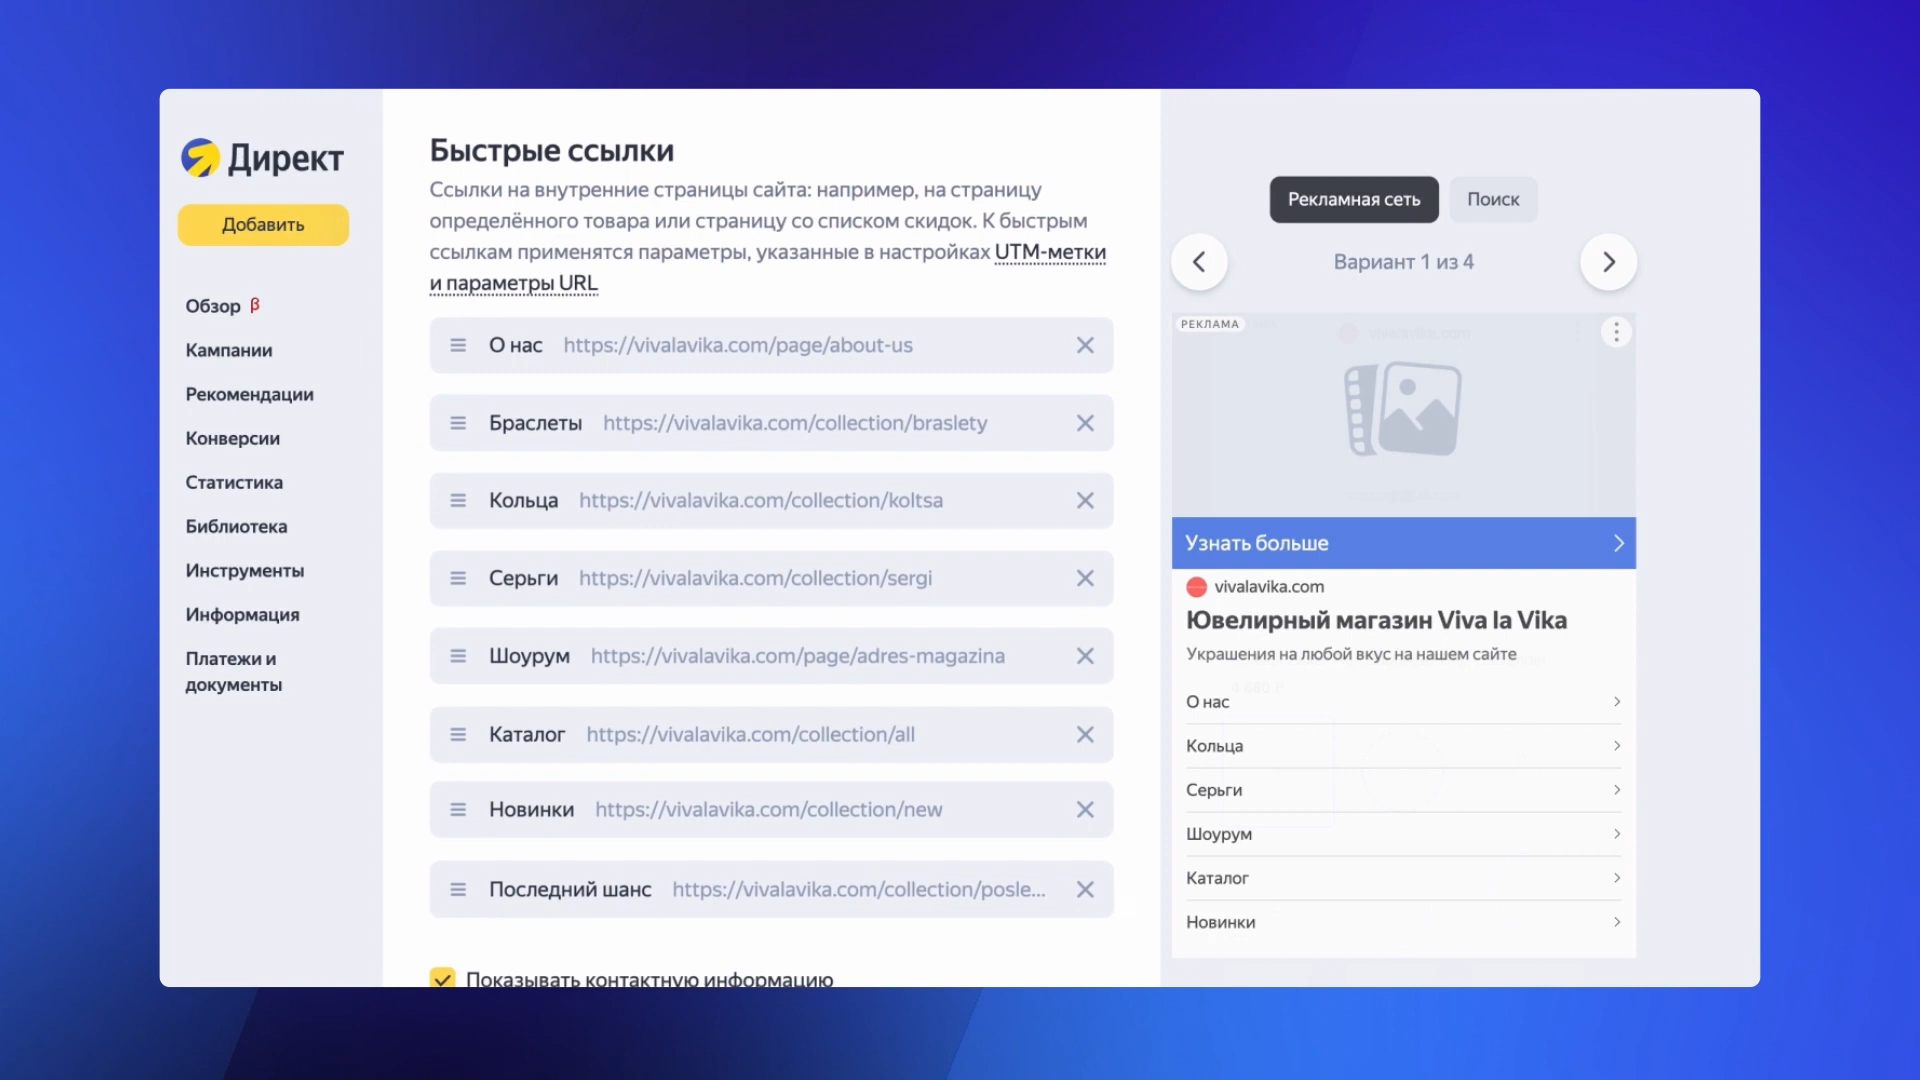 Директ
Добавить
Обзор β
Кампании
Рекомендации
Конверсии
Статистика
Библиотека
Инструменты
Информация
Платежи и
документы
Быстрые ссылки
Ссылки на внутренние страницы сайта: например, на страницу
определённого товара или страницу со списком скидок. К быстрым
ссылкам применятся параметры, указанные в настройках UTM-метки
и параметры URL
О нас https://vivalavika.com/page/about-us
Браслеты https://vivalavika.com/collection/braslety
Кольца https://vivalavika.com/collection/koltsa
Серьги https://vivalavika.com/collection/sergi
Шоурум https://vivalavika.com/page/adres-magazina
Каталог https://vivalavika.com/collection/all
Новинки https://vivalavika.com/collection/new
Последний шанс https://vivalavika.com/collection/posle...
Показывать контактную информацию
Рекламная сеть Поиск
Вариант 1 из 4
РЕКЛАМА
vivalavika.com
Узнать больше
vivalavika.com
Ювелирный магазин Viva la Vika
Украшения на любой вкус на нашем сайте
4 680 ₽
О нас
Кольца
Серьги
Шоурум
Каталог
Новинки